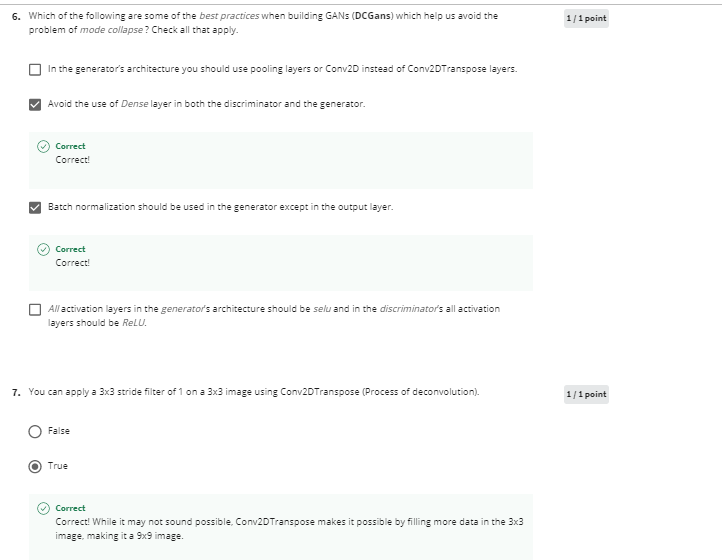 6. Which of the following are some of the best practices when building GANs (DCGans) which help us avoid the
problem of mode collapse? Check all that apply.
1 / 1 point
In the generator's architecture you should use pooling layers or Conv2D instead of Conv2DTranspose layers.
Avoid the use of Dense layer in both the discriminator and the generator.
Correct
Correct!
Batch normalization should be used in the generator except in the output layer.
Correct
Correct!
All activation layers in the generator's architecture should be selu and in the discriminator's all activation
layers should be ReLU.
7. You can apply a 3x3 stride filter of 1 on a 3x3 image using Conv2DTranspose (Process of deconvolution).
1 / 1 point
False
True
Correct
Correct! While it may not sound possible, Conv2DTranspose makes it possible by filling more data in the 3x3
image, making it a 9x9 image.